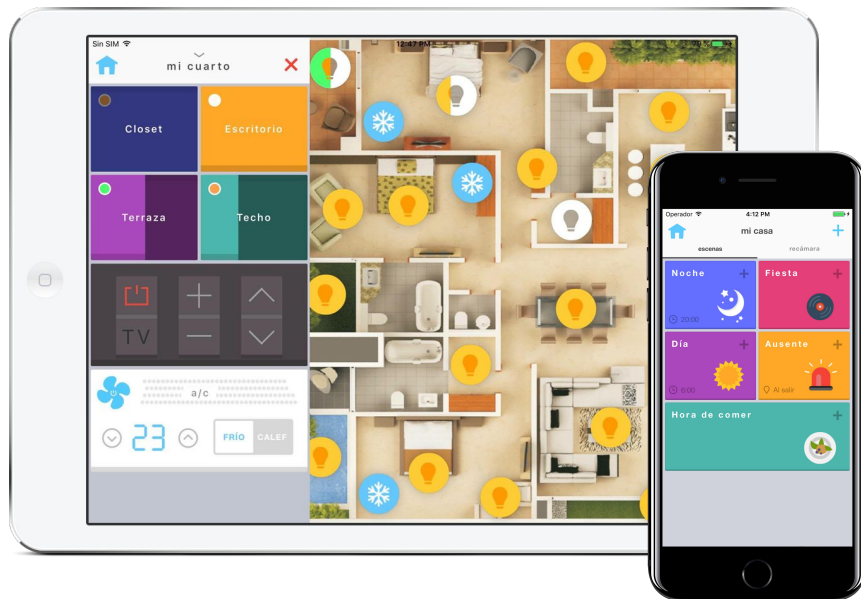 Sin SIM
12:47 PM
mi cuarto
Closet
Escritorio
Terraza
Techo
TV
a/c
23
FRÍO
CALEF
Operador
4:12 PM
mi casa
escenas
recámara
Noche
20:00
Fiesta
Día
6:00
Ausente
Al salir
Hora de comer